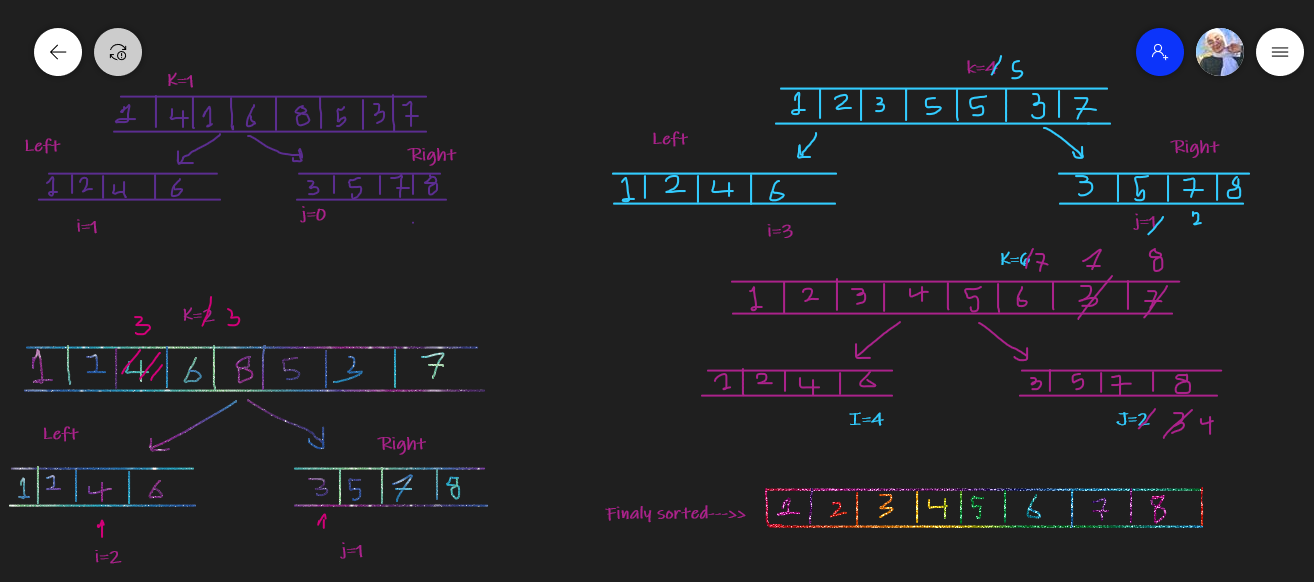 K=1
1 4 1 6 8 5 3 7
Left
Right
1 2 4 6
3 5 7 8
i=1
j=0
K=2 3
3
1 1 4 6 8 5 3 7
Left
Right
1 2 4 6
3 5 7 8
i=2
j=1
k=4 5
1 2 3 5 5 3 7
Left
Right
1 2 4 6
3 5 7 8
i=3
j=1 2
K=6 7
7 8
1 2 3 4 5 6 3 7
1 2 4 6
3 5 7 8
I=4
J=2 3 4
Finaly sorted--->>
1 2 3 4 5 6 7 8